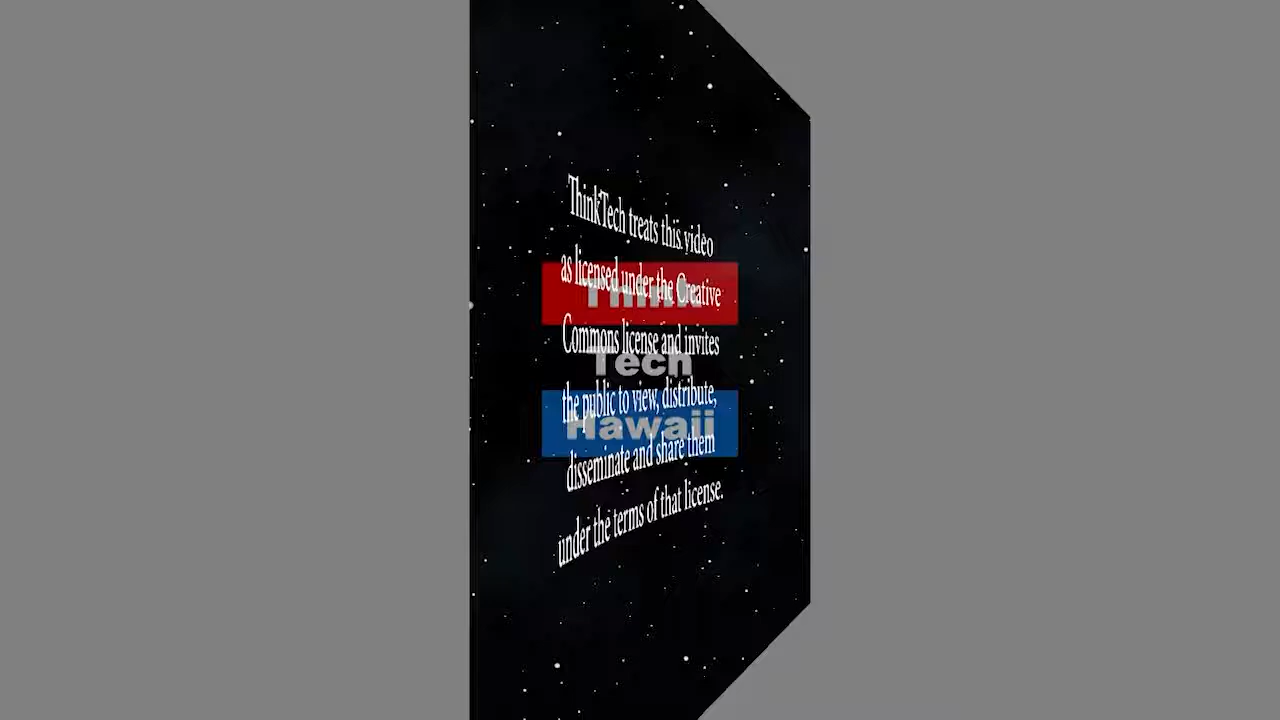 ThinkTech treats this video
as licensed under the Creative
Commons license and invites
the public to view, distribute,
disseminate and share them
under the terms of that license.
Think
Tech
Hawaii